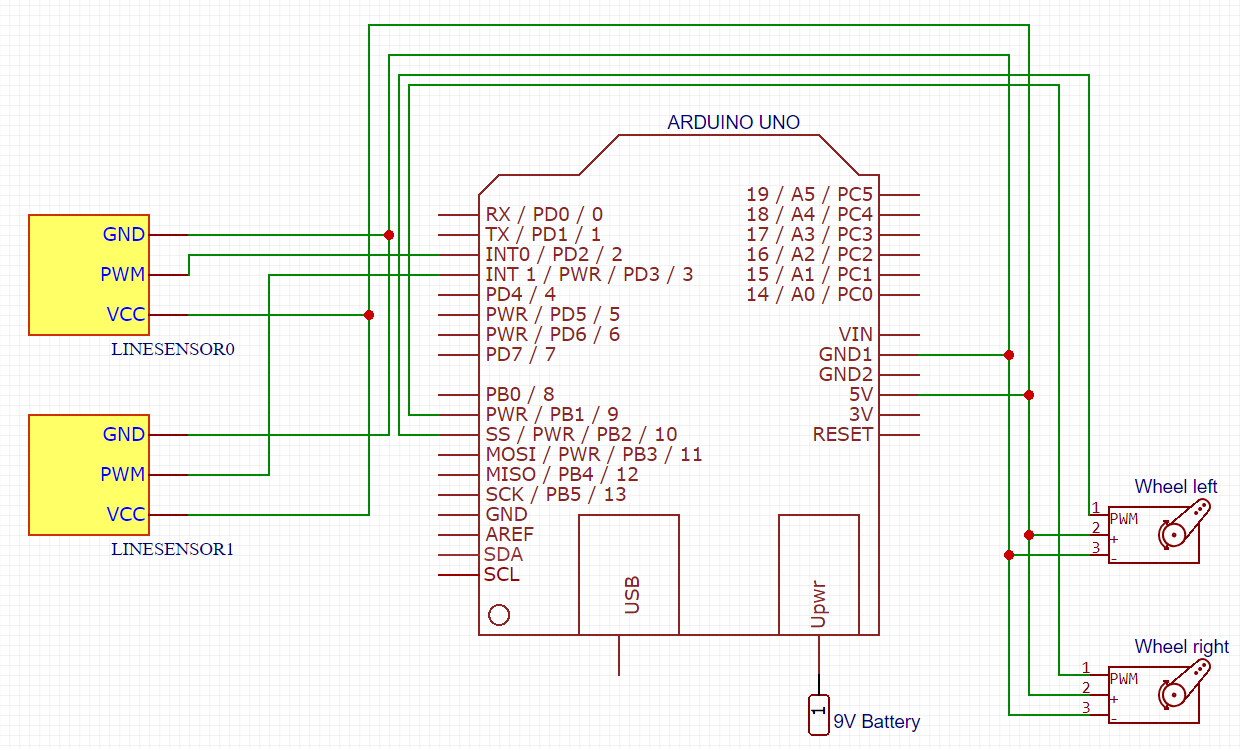 ARDUINO UNO
RX / PD0 / 0
TX / PD1 / 1
INT0 / PD2 / 2
INT 1 / PWR / PD3 / 3
PD4 / 4
PWR / PD5 / 5
PWR / PD6 / 6
PD7 / 7
PB0 / 8
PWR / PB1 / 9
SS / PWR / PB2 / 10
MOSI / PWR / PB3 / 11
MISO / PB4 / 12
SCK / PB5 / 13
GND
AREF
SDA
SCL
19 / A5 / PC5
18 / A4 / PC4
17 / A3 / PC3
16 / A2 / PC2
15 / A1 / PC1
14 / A0 / PC0
VIN
GND1
GND2
5V
3V
RESET
USB
Upwr
1
9V Battery
GND
PWM
VCC
LINESENSOR0
GND
PWM
VCC
LINESENSOR1
Wheel left
1 PWM
2 +
3 -
Wheel right
1 PWM
2 +
3 -